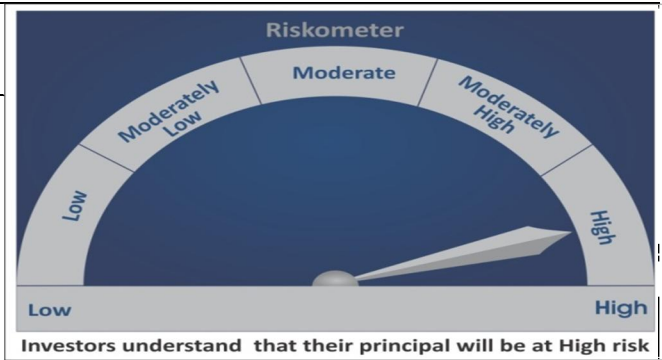 Riskometer
Moderate
Moderately
Low
Moderately
High
Low
High
Low
High
Investors understand that their principal will be at High risk